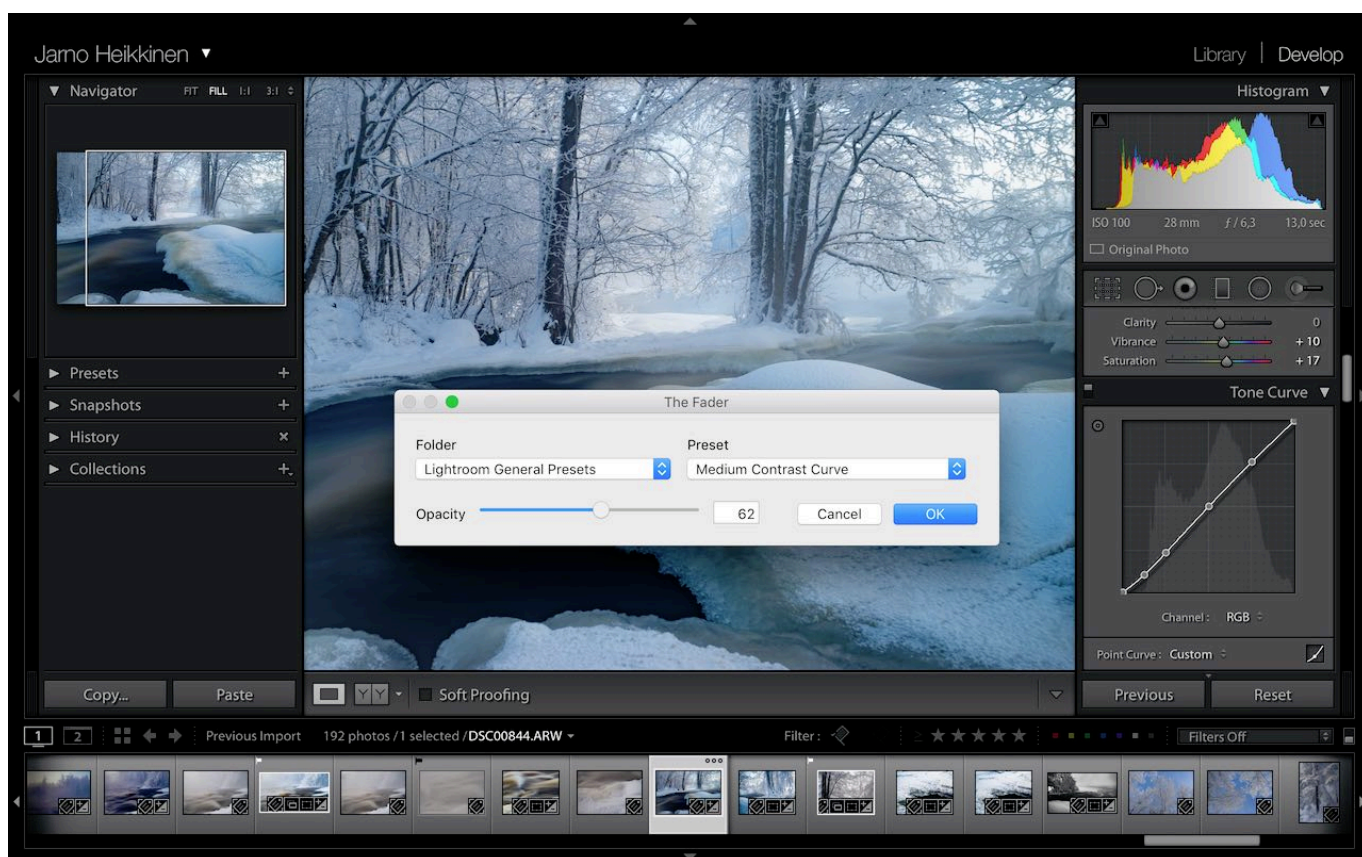 Jarno Heikkinen ▼
Library | Develop
Navigator FIT FILL 1:1 3:1
Presets +
Snapshots +
History ×
Collections +
Copy... Paste
The Fader
Folder Preset
Lightroom General Presets Medium Contrast Curve
Opacity 62 Cancel OK
Soft Proofing
Histogram
ISO 100 28 mm ƒ / 6,3 13,0 sec
Original Photo
Clarity 0
Vibrance + 10
Saturation + 17
Tone Curve
Channel : RGB
Point Curve : Custom
Previous Reset
1 2 Previous Import 192 photos /1 selected /DSC00844.ARW Filter : Filters Off